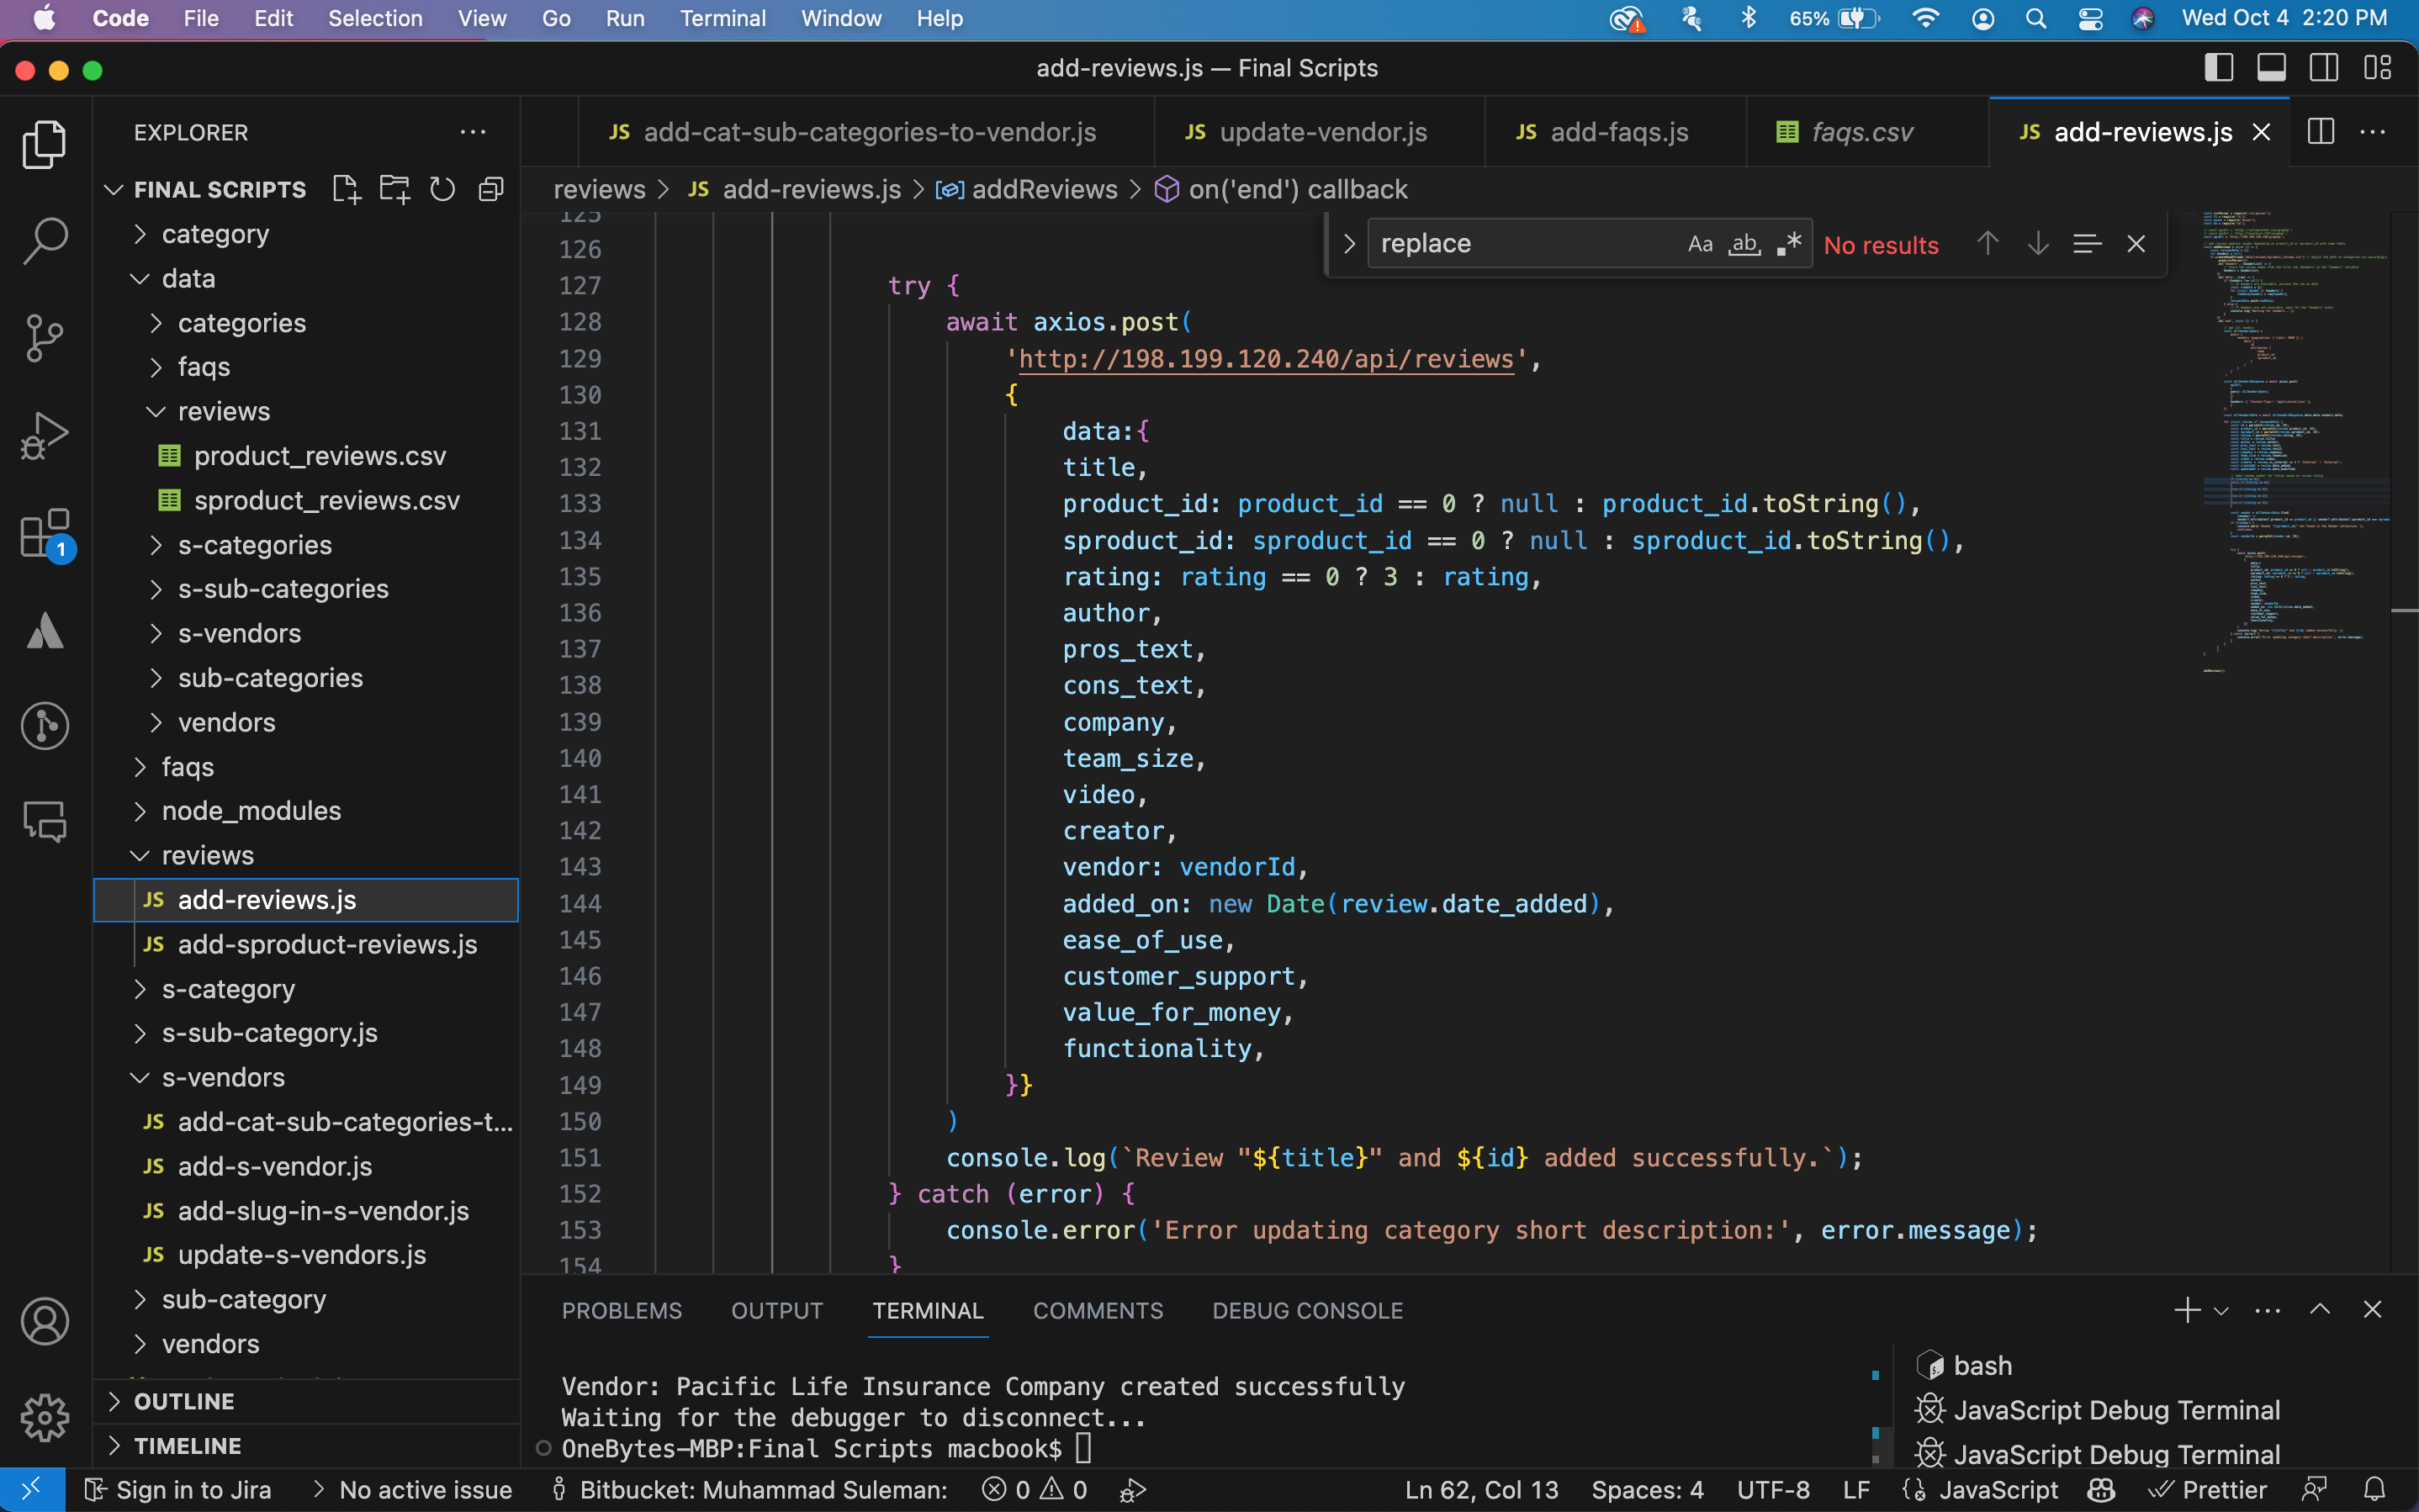 Code File Edit Selection View Go Run Terminal Window Help 65% Wed Oct 4 2:20 PM
add-reviews.js — Final Scripts
EXPLORER
FINAL SCRIPTS
category
data
categories
faqs
reviews
product_reviews.csv
sproduct_reviews.csv
s-categories
s-sub-categories
s-vendors
sub-categories
vendors
faqs
node_modules
reviews
add-reviews.js
add-sproduct-reviews.js
s-category
s-sub-category.js
s-vendors
add-cat-sub-categories-t...
add-s-vendor.js
add-slug-in-s-vendor.js
update-s-vendors.js
sub-category
vendors
OUTLINE
TIMELINE
1
JS add-cat-sub-categories-to-vendor.js JS update-vendor.js JS add-faqs.js faqs.csv JS add-reviews.js
reviews > JS add-reviews.js > addReviews > on('end') callback
replace Aa ab No results
125
126
127 try {
128 await axios.post(
129 'http://198.199.120.240/api/reviews',
130 {
131 data:{
132 title,
133 product_id: product_id == 0 ? null : product_id.toString(),
134 sproduct_id: sproduct_id == 0 ? null : sproduct_id.toString(),
135 rating: rating == 0 ? 3 : rating,
136 author,
137 pros_text,
138 cons_text,
139 company,
140 team_size,
141 video,
142 creator,
143 vendor: vendorId,
144 added_on: new Date(review.date_added),
145 ease_of_use,
146 customer_support,
147 value_for_money,
148 functionality,
149 }}
150 )
151 console.log(`Review "${title}" and ${id} added successfully.`);
152 } catch (error) {
153 console.error('Error updating category short description:', error.message);
154 }
PROBLEMS OUTPUT TERMINAL COMMENTS DEBUG CONSOLE
Vendor: Pacific Life Insurance Company created successfully
Waiting for the debugger to disconnect...
OneBytes-MBP:Final Scripts macbook$
bash
JavaScript Debug Terminal
JavaScript Debug Terminal
Sign in to Jira No active issue Bitbucket: Muhammad Suleman: 0 0 Ln 62, Col 13 Spaces: 4 UTF-8 LF JavaScript Prettier